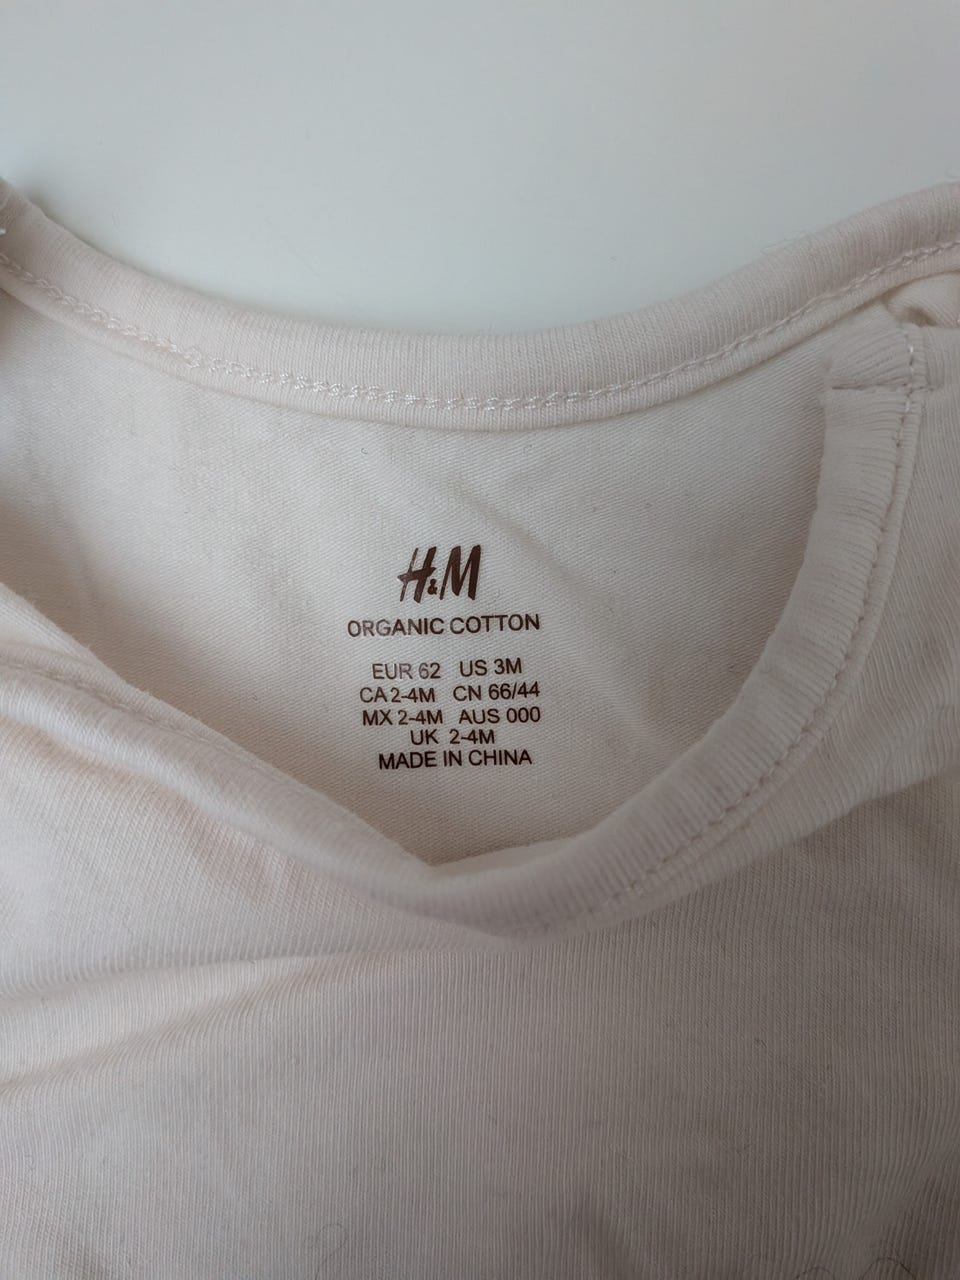 H&M
ORGANIC COTTON
EUR 62 US 3M
CA 2-4M CN 66/44
MX 2-4M AUS 000
UK 2-4M
MADE IN CHINA